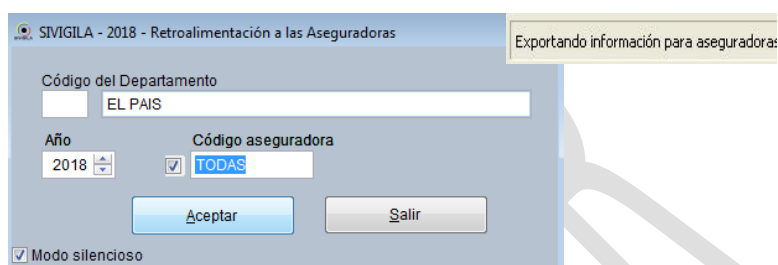 SIVIGILA - 2018 - Retroalimentación a las Aseguradoras
Exportando información para aseguradoras
Código del Departamento
EL PAIS
Año
Código aseguradora
2018
TODAS
Aceptar
Salir
Modo silencioso